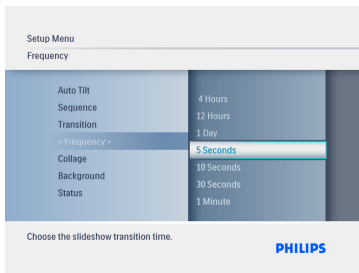 Setup Menu
Frequency
Auto Tilt
Sequence
Transition
< Frequency >
Collage
Background
Status
4 Hours
12 Hours
1 Day
5 Seconds
10 Seconds
30 Seconds
1 Minute
Choose the slideshow transition time.
PHILIPS